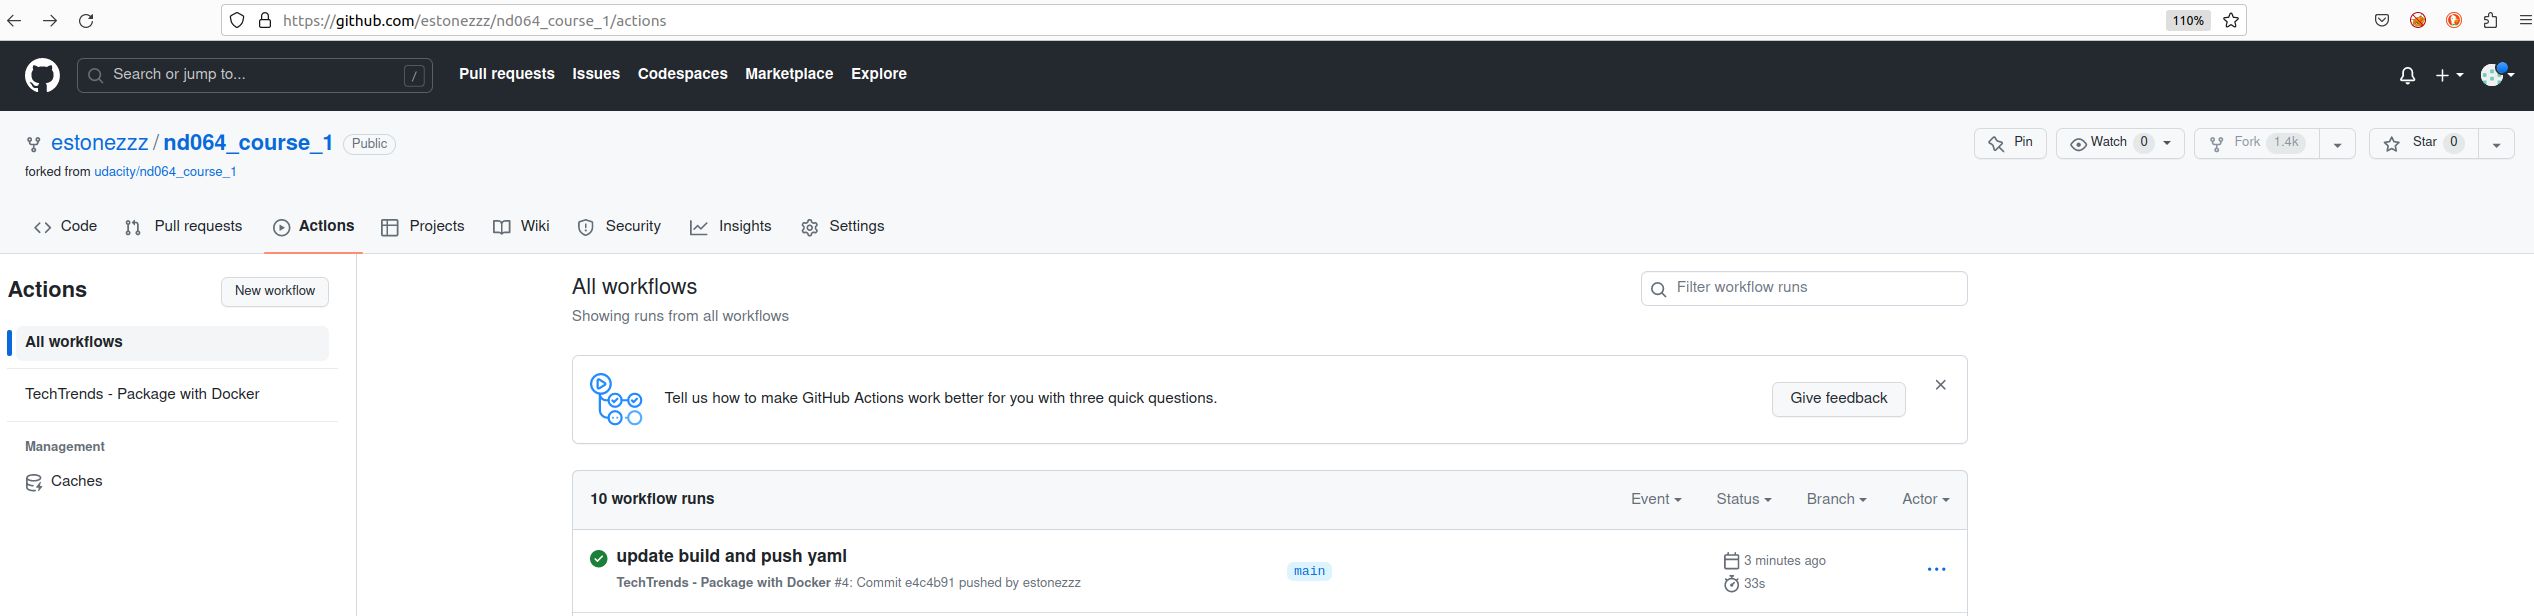 https://github.com/estonezzz/nd064_course_1/actions
110%
Search or jump to...
/
Pull requests Issues Codespaces Marketplace Explore
estonezzz / nd064_course_1 Public
Pin
Watch 0
Fork 1.4k
Star 0
forked from udacity/nd064_course_1
Code Pull requests Actions Projects Wiki Security Insights Settings
Actions
New workflow
All workflows
TechTrends - Package with Docker
Management
Caches
All workflows
Showing runs from all workflows
Filter workflow runs
Tell us how to make GitHub Actions work better for you with three quick questions.
Give feedback
10 workflow runs
Event Status Branch Actor
update build and push yaml
TechTrends - Package with Docker #4: Commit e4c4b91 pushed by estonezzz
main
3 minutes ago
33s